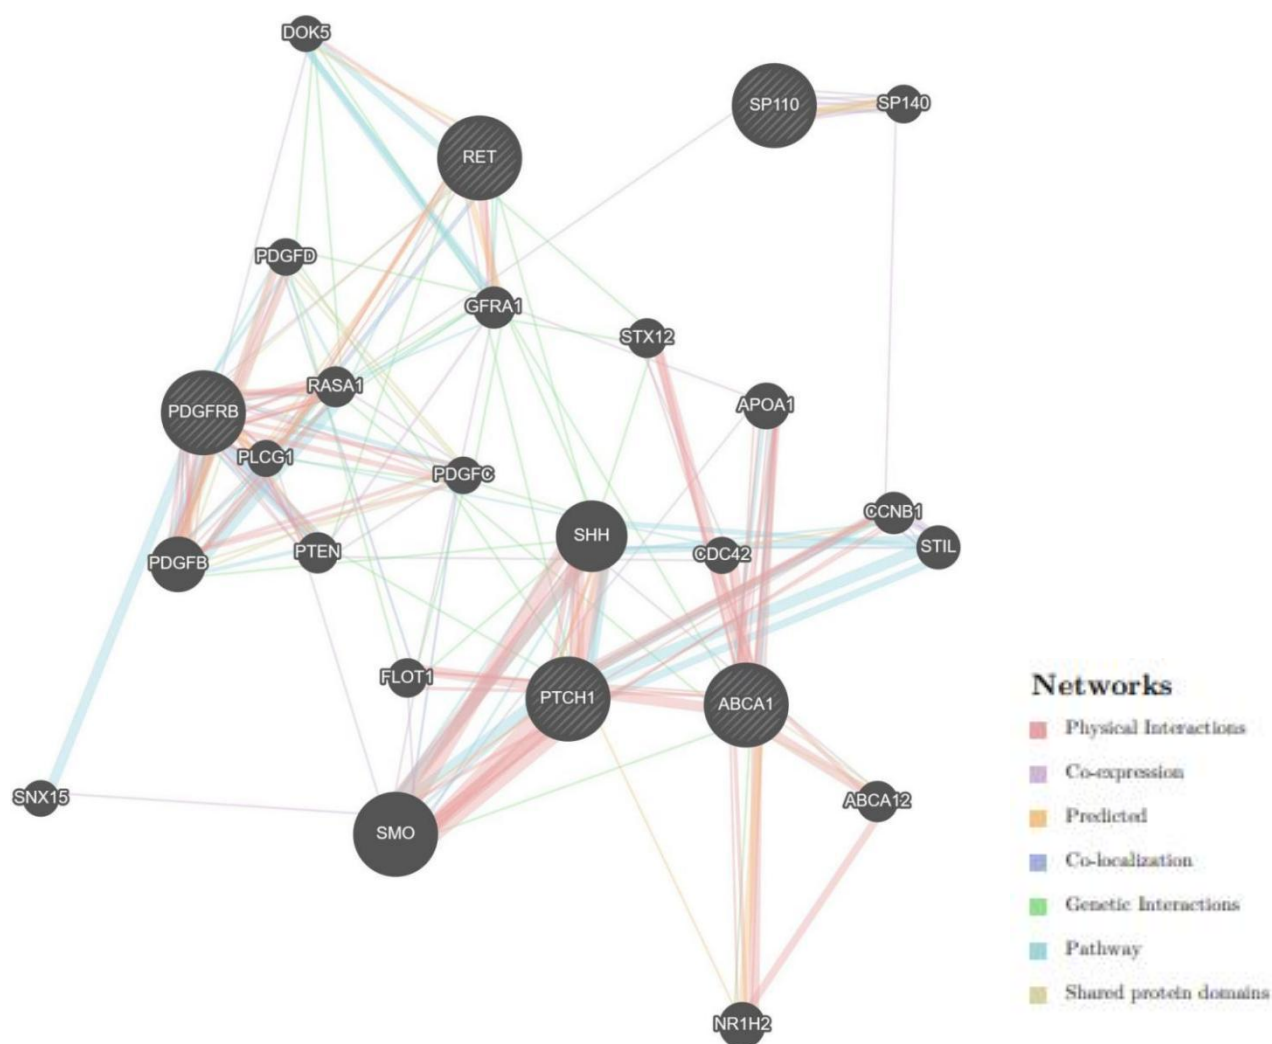 DOK5
SP110
SP140
RET
PDGFD
GFRA1
STX12
RASA1
APOA1
PDGFRB
PLCG1
PDGFC
CCNB1
SHH
STIL
PTEN
CDC42
PDGFB
FLOT1
PTCH1
ABCA1
SNX15
ABCA12
SMO
NR1H2
Networks
Physical Interactions
Co-expression
Predicted
Co-localization
Genetic Interactions
Pathway
Shared protein domains